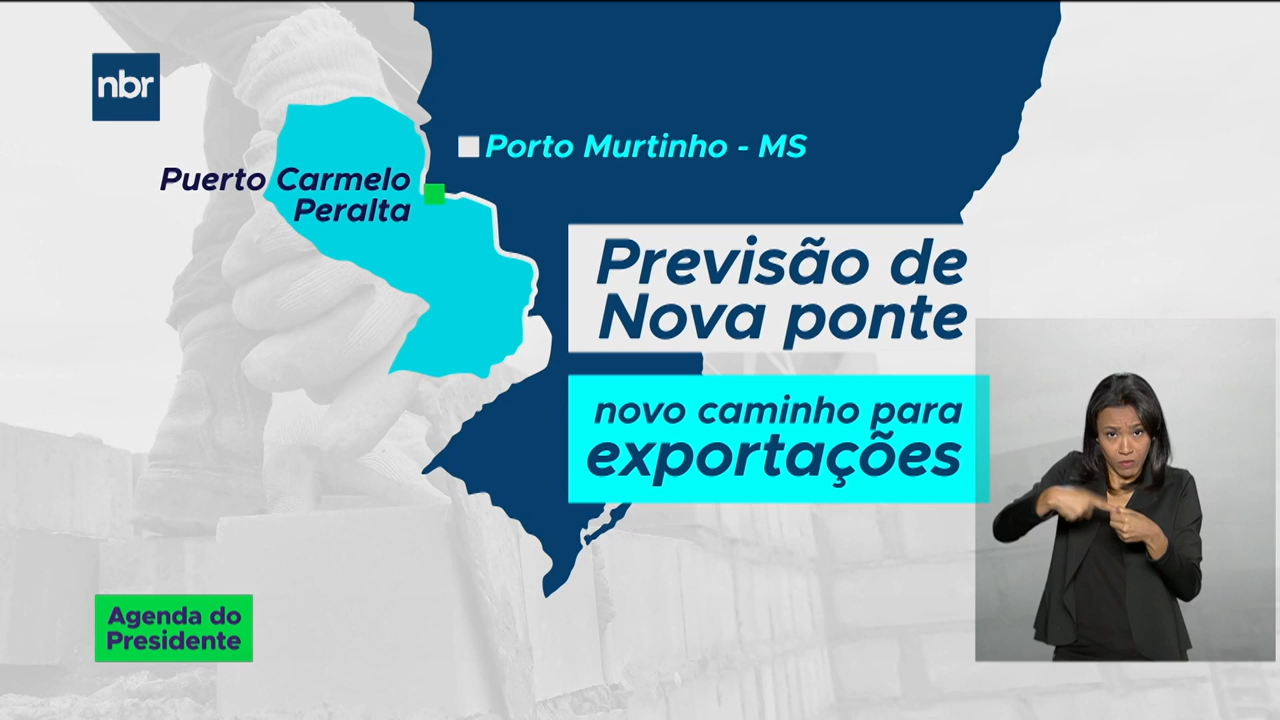 nbr
Porto Murtinho - MS
Puerto Carmelo
Peralta
Previsão de
Nova ponte
novo caminho para
exportações
Agenda do
Presidente